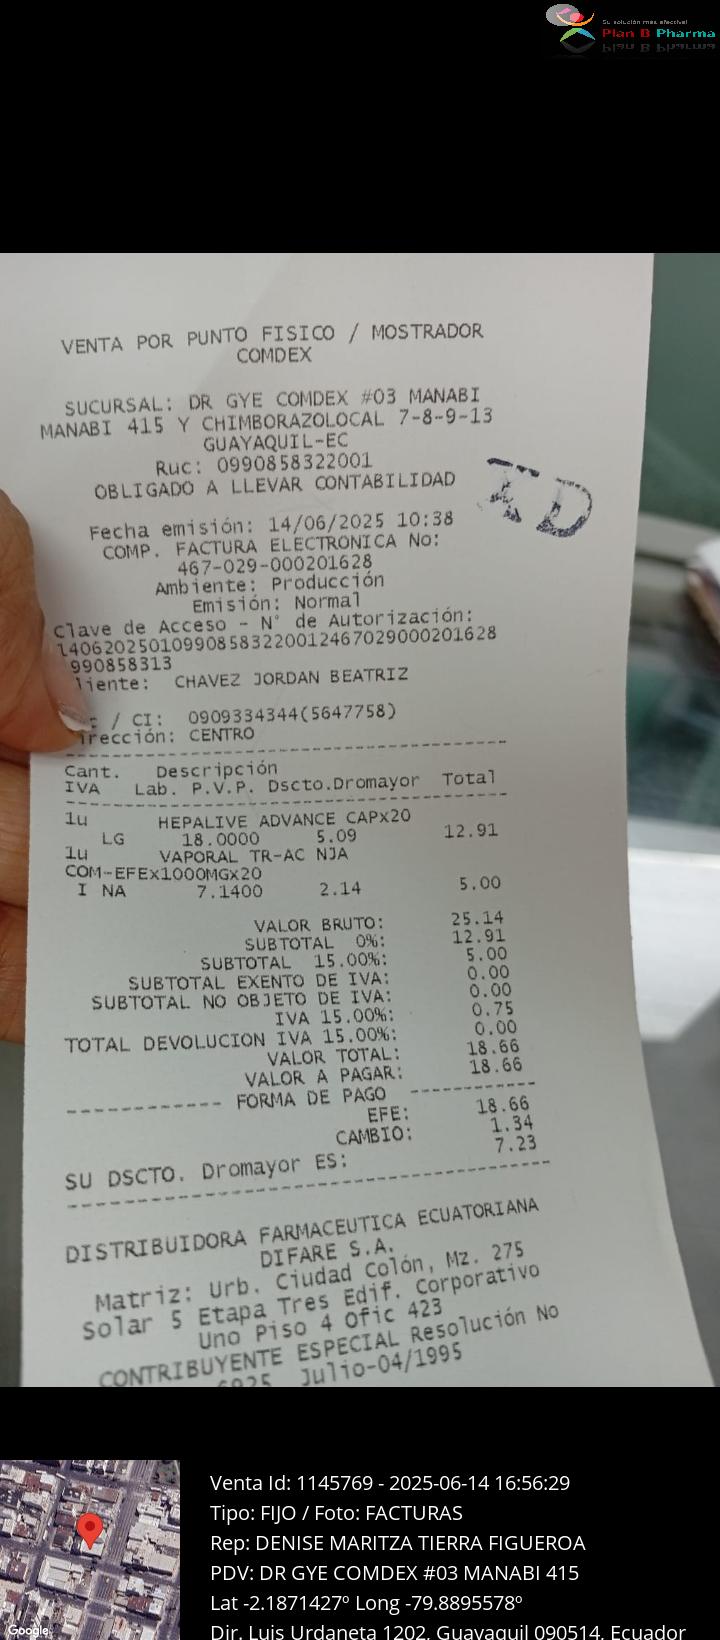 Su solución más efectiva!
Plan B Pharma
VENTA POR PUNTO FISICO / MOSTRADOR
COMDEX
SUCURSAL: DR GYE COMDEX #03 MANABI
MANABI 415 Y CHIMBORAZOLOCAL 7-8-9-13
GUAYAQUIL-EC
Ruc: 0990858322001
OBLIGADO A LLEVAR CONTABILIDAD
Fecha emisión: 14/06/2025 10:38
COMP. FACTURA ELECTRONICA No:
467-029-000201628
Ambiente: Producción
Emisión: Normal
Clave de Acceso - N° de Autorización:
140620250109908583220012467029000201628
990858313
liente: CHAVEZ JORDAN BEATRIZ
/ CI: 0909334344(5647758)
irección: CENTRO
Cant. Descripción
IVA Lab. P.V.P. Dscto.Dromayor Total
1u HEPALIVE ADVANCE CAPx20
LG 18.0000 5.09 12.91
1u VAPORAL TR-AC NJA
COM-EFEx1000MGx20
I NA 7.1400 2.14 5.00
VALOR BRUTO: 25.14
SUBTOTAL 0%: 12.91
SUBTOTAL 15.00%: 5.00
SUBTOTAL EXENTO DE IVA: 0.00
SUBTOTAL NO OBJETO DE IVA: 0.00
IVA 15.00%: 0.75
TOTAL DEVOLUCION IVA 15.00%: 0.00
VALOR TOTAL: 18.66
VALOR A PAGAR: 18.66
------------ FORMA DE PAGO ------------
EFE: 18.66
CAMBIO: 1.34
SU DSCTO. Dromayor ES: 7.23
DISTRIBUIDORA FARMACEUTICA ECUATORIANA
DIFARE S.A.
Matriz: Urb. Ciudad Colón, Mz. 275
Solar 5 Etapa Tres Edif. Corporativo
Uno Piso 4 Ofic 423
CONTRIBUYENTE ESPECIAL Resolución No
6925 Julio-04/1995
Google
Venta Id: 1145769 - 2025-06-14 16:56:29
Tipo: FIJO / Foto: FACTURAS
Rep: DENISE MARITZA TIERRA FIGUEROA
PDV: DR GYE COMDEX #03 MANABI 415
Lat -2.1871427º Long -79.8895578º
Dir. Luis Urdaneta 1202, Guayaquil 090514, Ecuador